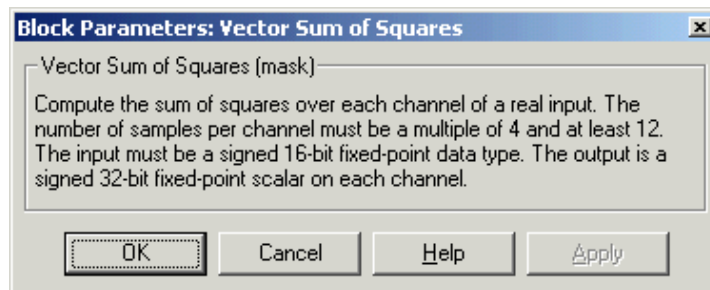 Block Parameters: Vector Sum of Squares
Vector Sum of Squares (mask)
Compute the sum of squares over each channel of a real input. The
number of samples per channel must be a multiple of 4 and at least 12.
The input must be a signed 16-bit fixed-point data type. The output is a
signed 32-bit fixed-point scalar on each channel.
OK Cancel Help Apply